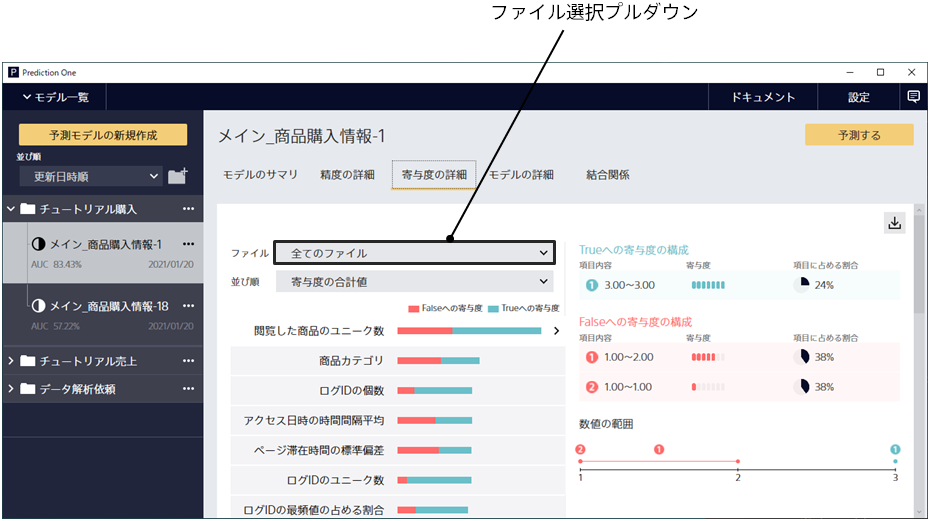 ファイル選択プルダウン
P Prediction One
モデル一覧
ドキュメント
設定
予測モデルの新規作成
並び順
更新日時順
チュートリアル購入
メイン_商品購入情報-1
AUC 83.43% 2021/01/20
メイン_商品購入情報-18
AUC 57.22% 2021/01/20
チュートリアル売上
データ解析依頼
メイン_商品購入情報-1
予測する
モデルのサマリ 精度の詳細 寄与度の詳細 モデルの詳細 結合関係
ファイル 全てのファイル
並び順 寄与度の合計値
Falseへの寄与度 Trueへの寄与度
閲覧した商品のユニーク数
商品カテゴリ
ログIDの個数
アクセス日時の時間間隔平均
ページ滞在時間の標準偏差
ログIDのユニーク数
ログIDの最頻値の占める割合
Trueへの寄与度の構成
項目内容 寄与度 項目に占める割合
1 3.00～3.00 24%
Falseへの寄与度の構成
項目内容 寄与度 項目に占める割合
1 1.00～2.00 38%
2 1.00～1.00 38%
数値の範囲
2 1 1
1 2 3